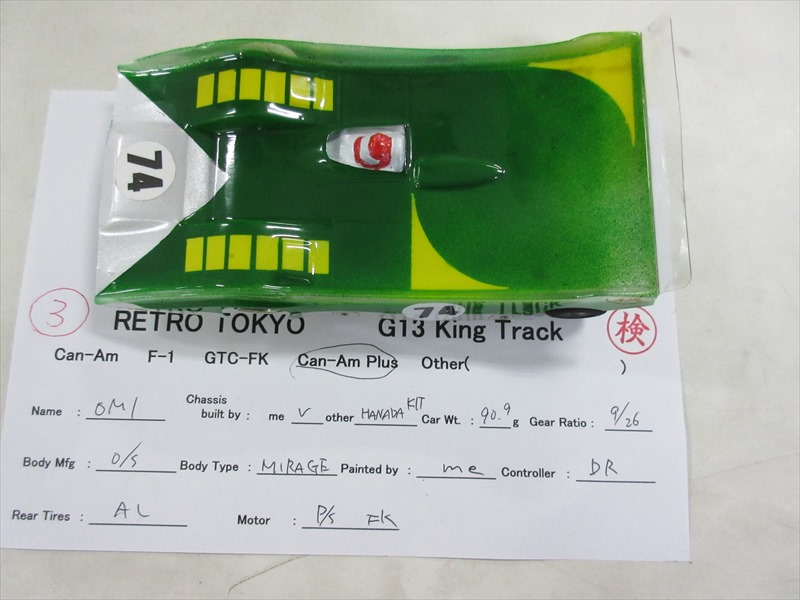 74
74
3
RETRO TOKYO G13 King Track 検
Can-Am F-1 GTC-FK Can-Am Plus Other( )
Name : OMI Chassis built by : me V other HANADA KIT Car Wt. : 90.9 g Gear Ratio : 9/26
Body Mfg : O/S Body Type : MIRAGE Painted by : me Controller : DR
Rear Tires : AL Motor : P/S FK